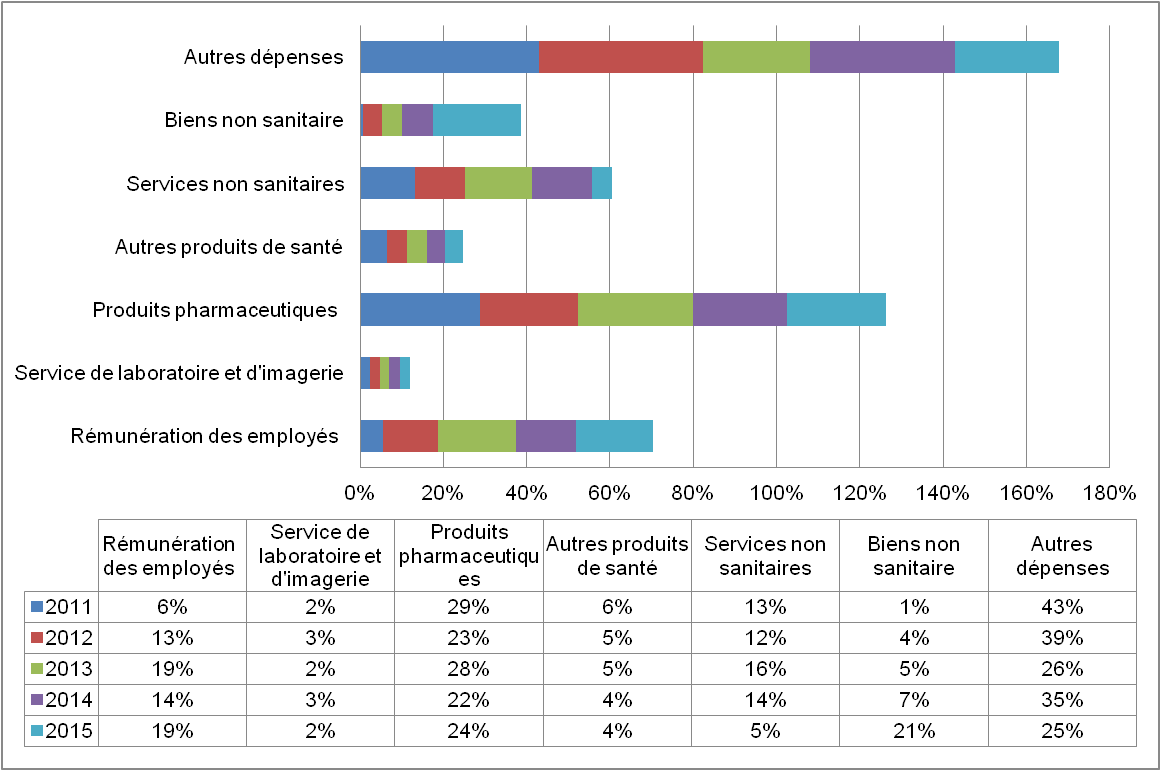 Autres dépenses
Biens non sanitaire
Services non sanitaires
Autres produits de santé
Produits pharmaceutiques
Service de laboratoire et d'imagerie
Rémunération des employés
0% 20% 40% 60% 80% 100% 120% 140% 160% 180%
Rémunération des employés Service de laboratoire et d'imagerie Produits pharmaceutiques Autres produits de santé Services non sanitaires Biens non sanitaire Autres dépenses
2011 6% 2% 29% 6% 13% 1% 43%
2012 13% 3% 23% 5% 12% 4% 39%
2013 19% 2% 28% 5% 16% 5% 26%
2014 14% 3% 22% 4% 14% 7% 35%
2015 19% 2% 24% 4% 5% 21% 25%